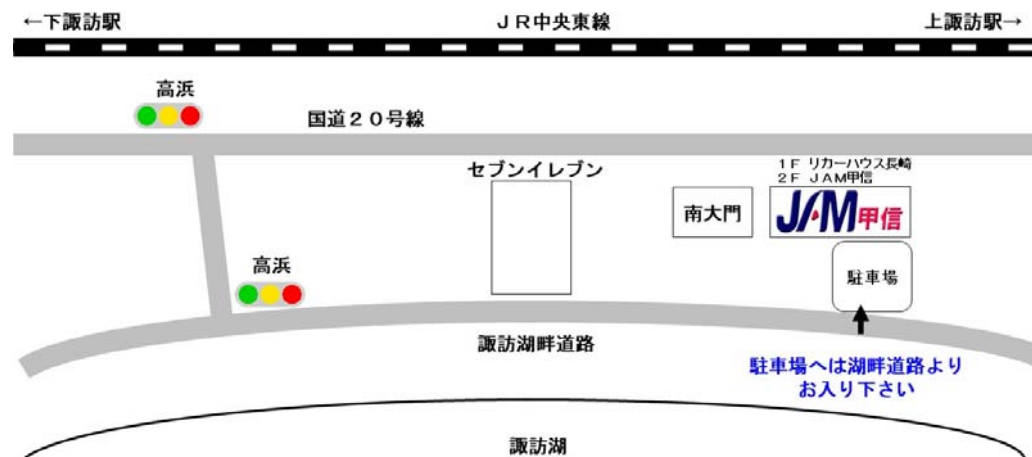 ←下諏訪駅
ＪＲ中央東線
上諏訪駅→
高浜
国道２０号線
セブンイレブン
１Ｆ リカーハウス長崎
２Ｆ ＪＡＭ甲信
南大門
JAM甲信
高浜
駐車場
諏訪湖畔道路
駐車場へは湖畔道路より
お入り下さい
諏訪湖